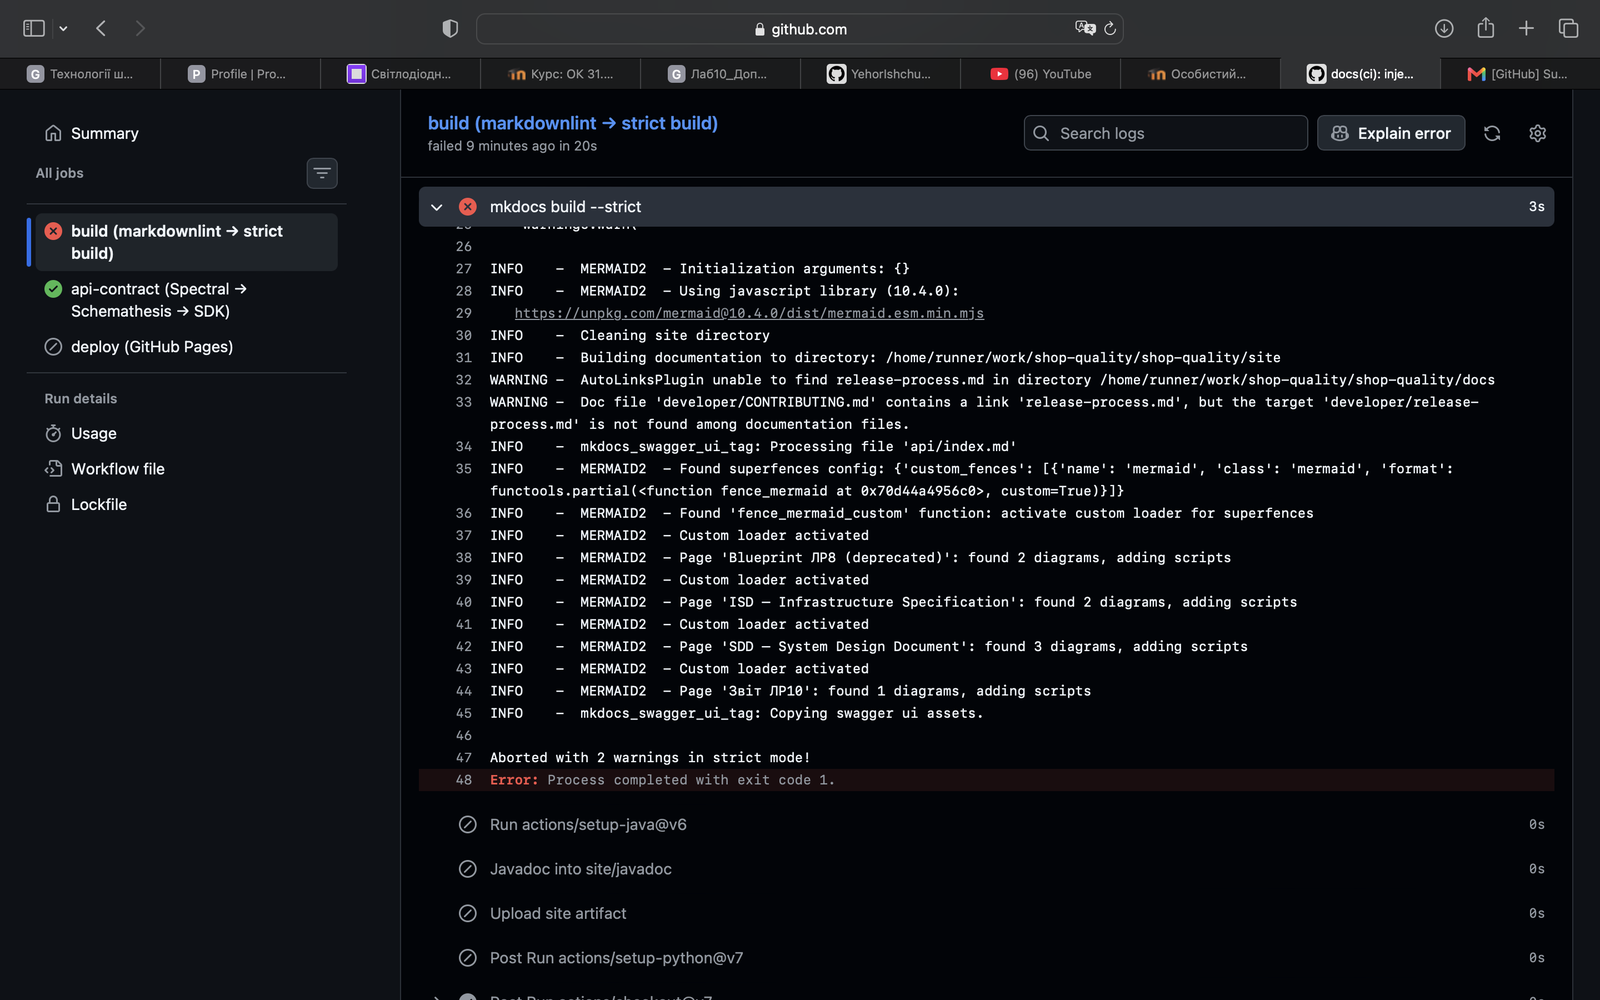 github.com
G Технології ш...
P Profile | Pro...
Світлодіодн...
Курс: ОК 31....
G Лаб10_Доп...
YehorIshchu...
(96) YouTube
Особистий...
docs(ci): inje...
[GitHub] Su...
Summary
All jobs
build (markdownlint → strict
build)
api-contract (Spectral →
Schemathesis → SDK)
deploy (GitHub Pages)
Run details
Usage
Workflow file
Lockfile
build (markdownlint → strict build)
failed 9 minutes ago in 20s
Search logs
Explain error
mkdocs build --strict
3s
26
27 INFO    –  MERMAID2  – Initialization arguments: {}
28 INFO    –  MERMAID2  – Using javascript library (10.4.0):
29 https://unpkg.com/mermaid@10.4.0/dist/mermaid.esm.min.mjs
30 INFO    –  Cleaning site directory
31 INFO    –  Building documentation to directory: /home/runner/work/shop-quality/shop-quality/site
32 WARNING –  AutoLinksPlugin unable to find release-process.md in directory /home/runner/work/shop-quality/shop-quality/docs
33 WARNING –  Doc file 'developer/CONTRIBUTING.md' contains a link 'release-process.md', but the target 'developer/release-
process.md' is not found among documentation files.
34 INFO    –  mkdocs_swagger_ui_tag: Processing file 'api/index.md'
35 INFO    –  MERMAID2  – Found superfences config: {'custom_fences': [{'name': 'mermaid', 'class': 'mermaid', 'format':
functools.partial(<function fence_mermaid at 0x70d44a4956c0>, custom=True)}]}
36 INFO    –  MERMAID2  – Found 'fence_mermaid_custom' function: activate custom loader for superfences
37 INFO    –  MERMAID2  – Custom loader activated
38 INFO    –  MERMAID2  – Page 'Blueprint ЛР8 (deprecated)': found 2 diagrams, adding scripts
39 INFO    –  MERMAID2  – Custom loader activated
40 INFO    –  MERMAID2  – Page 'ISD — Infrastructure Specification': found 2 diagrams, adding scripts
41 INFO    –  MERMAID2  – Custom loader activated
42 INFO    –  MERMAID2  – Page 'SDD — System Design Document': found 3 diagrams, adding scripts
43 INFO    –  MERMAID2  – Custom loader activated
44 INFO    –  MERMAID2  – Page 'Звіт ЛР10': found 1 diagrams, adding scripts
45 INFO    –  mkdocs_swagger_ui_tag: Copying swagger ui assets.
46
47 Aborted with 2 warnings in strict mode!
48 Error: Process completed with exit code 1.
Run actions/setup-java@v6
0s
Javadoc into site/javadoc
0s
Upload site artifact
0s
Post Run actions/setup-python@v7
0s